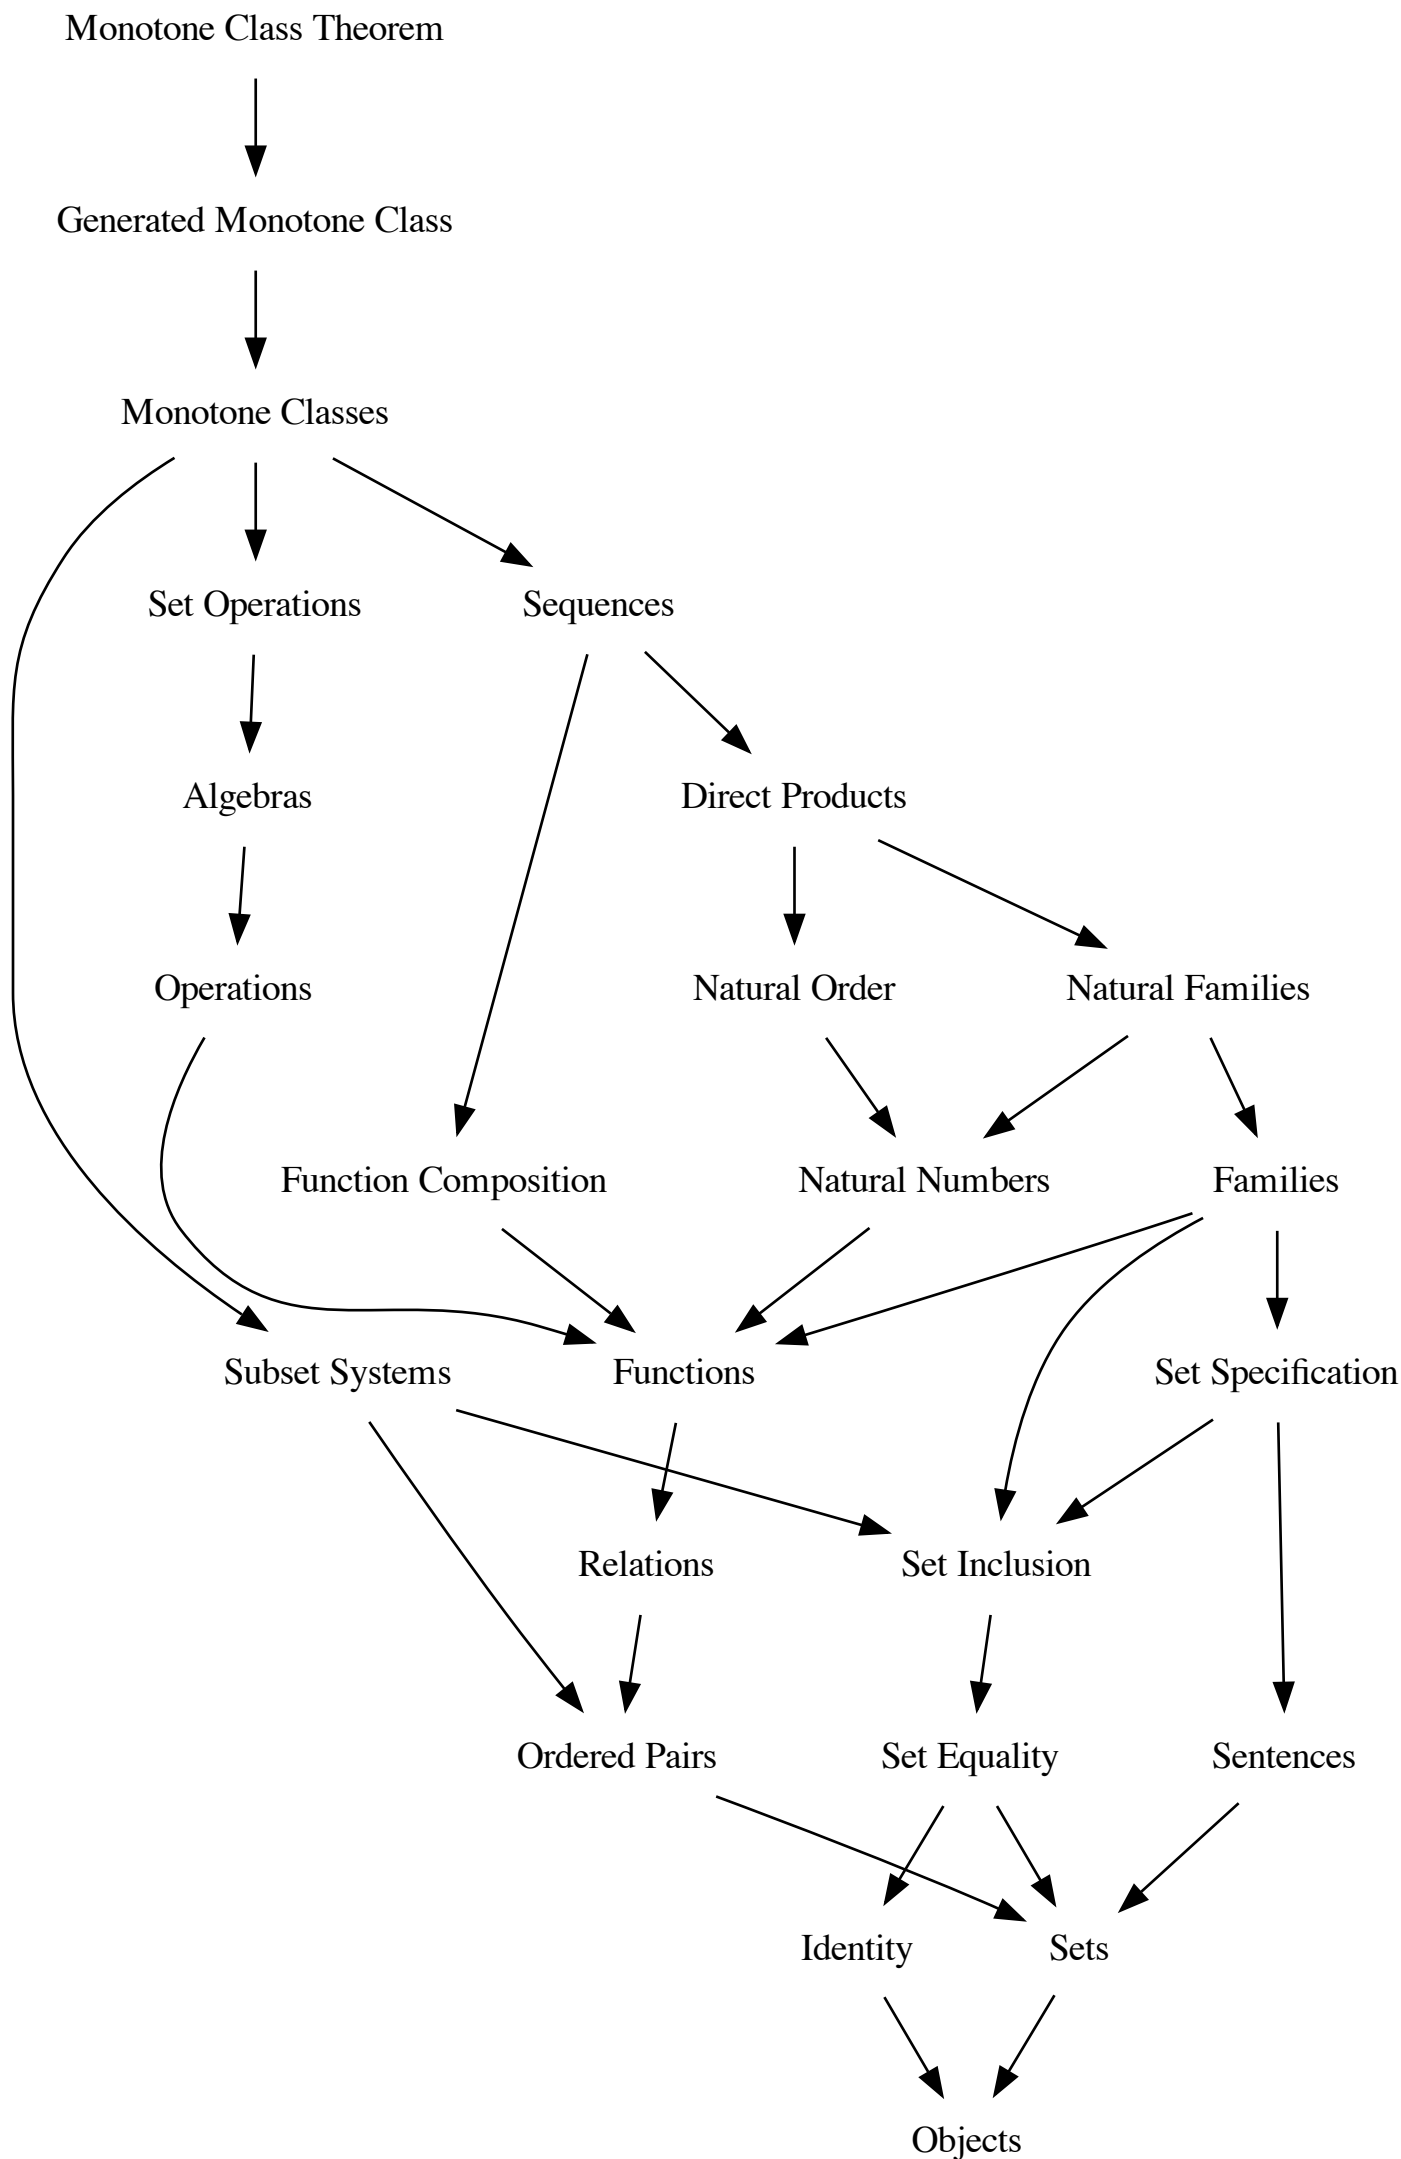 Monotone Class Theorem
Generated Monotone Class
Monotone Classes
Set Operations
Sequences
Algebras
Direct Products
Operations
Natural Order
Natural Families
Function Composition
Natural Numbers
Families
Subset Systems
Functions
Set Specification
Relations
Set Inclusion
Ordered Pairs
Set Equality
Sentences
Identity
Sets
Objects